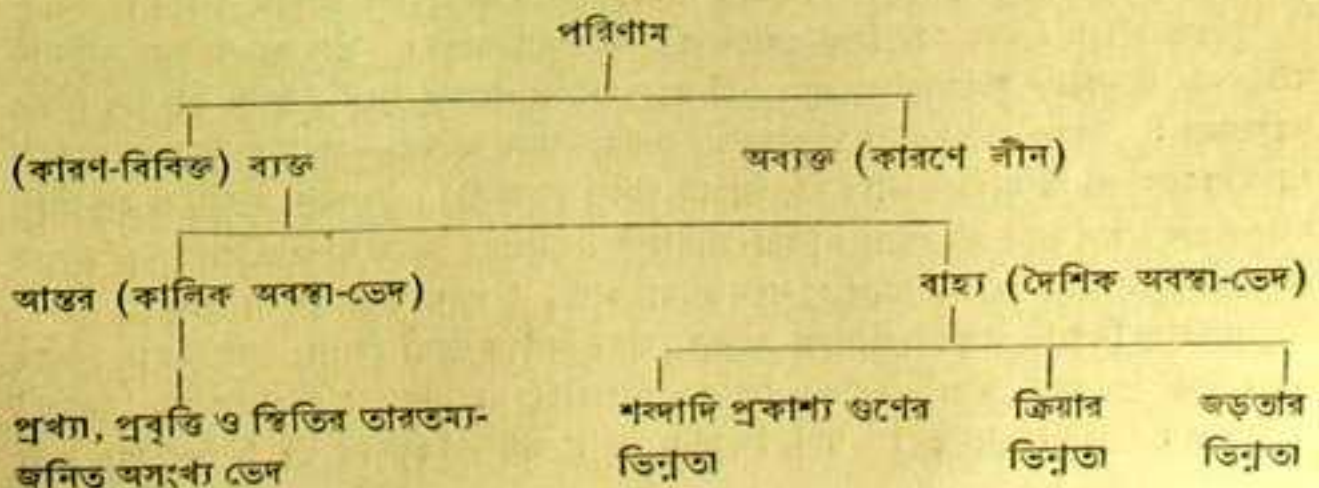 পরিণাম
(কারণ-বিবিক্ত) ব্যক্ত
অব্যক্ত (কারণে লীন)
আন্তর (কালিক অবস্থা-ভেদ)
বাহ্য (দৈশিক অবস্থা-ভেদ)
প্রখ্যা, প্রবৃত্তি ও স্থিতির তারতম্য-
জনিত অসংখ্য ভেদ
শব্দাদি প্রকাশ্য গুণের
ভিন্নতা
ক্রিয়ার
ভিন্নতা
জড়তার
ভিন্নতা